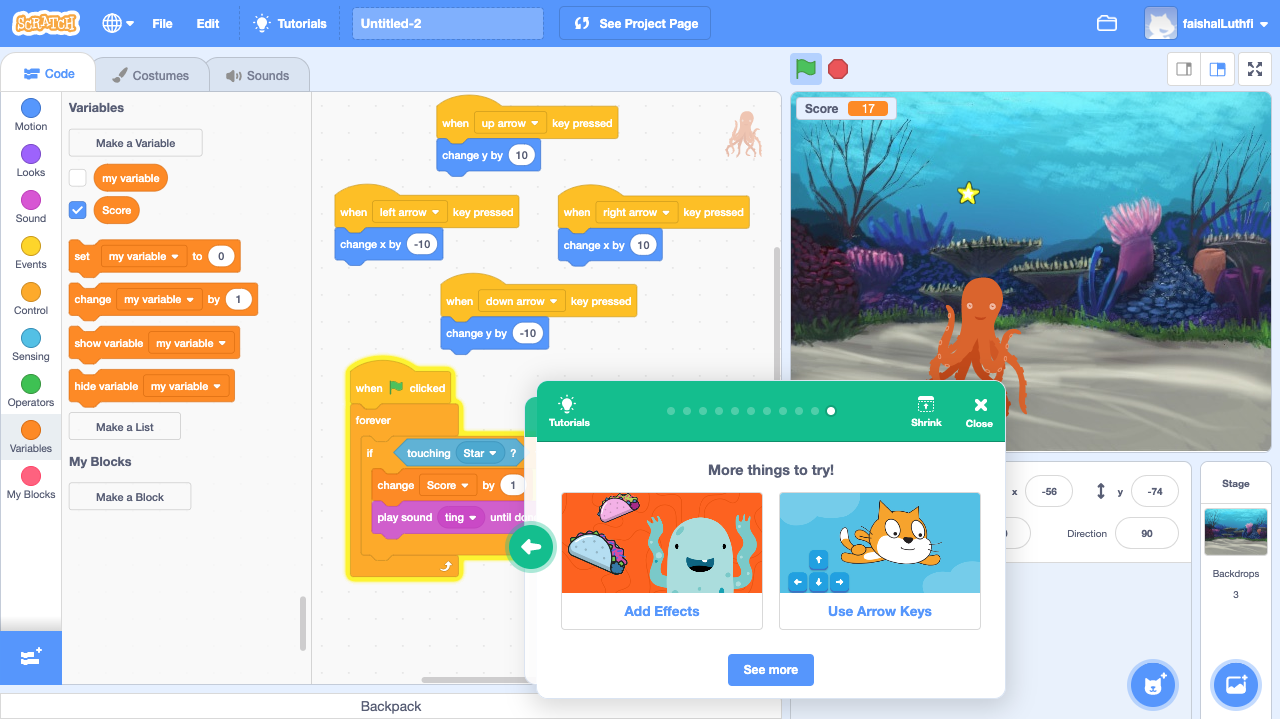 SCRATCH
File
Edit
Tutorials
Untitled-2
See Project Page
faishalLuthfi
Code
Costumes
Sounds
Motion
Looks
Sound
Events
Control
Sensing
Operators
Variables
My Blocks
Variables
Make a Variable
my variable
Score
set my variable to 0
change my variable by 1
show variable my variable
hide variable my variable
Make a List
My Blocks
Make a Block
when up arrow key pressed
change y by 10
when left arrow key pressed
change x by -10
when right arrow key pressed
change x by 10
when down arrow key pressed
change y by -10
when clicked
forever
if touching Star ?
change Score by 1
play sound ting until do
Backpack
Score 17
Tutorials
Shrink
Close
More things to try!
Add Effects
Use Arrow Keys
See more
x -56
y -74
Direction 90
Stage
Backdrops
3